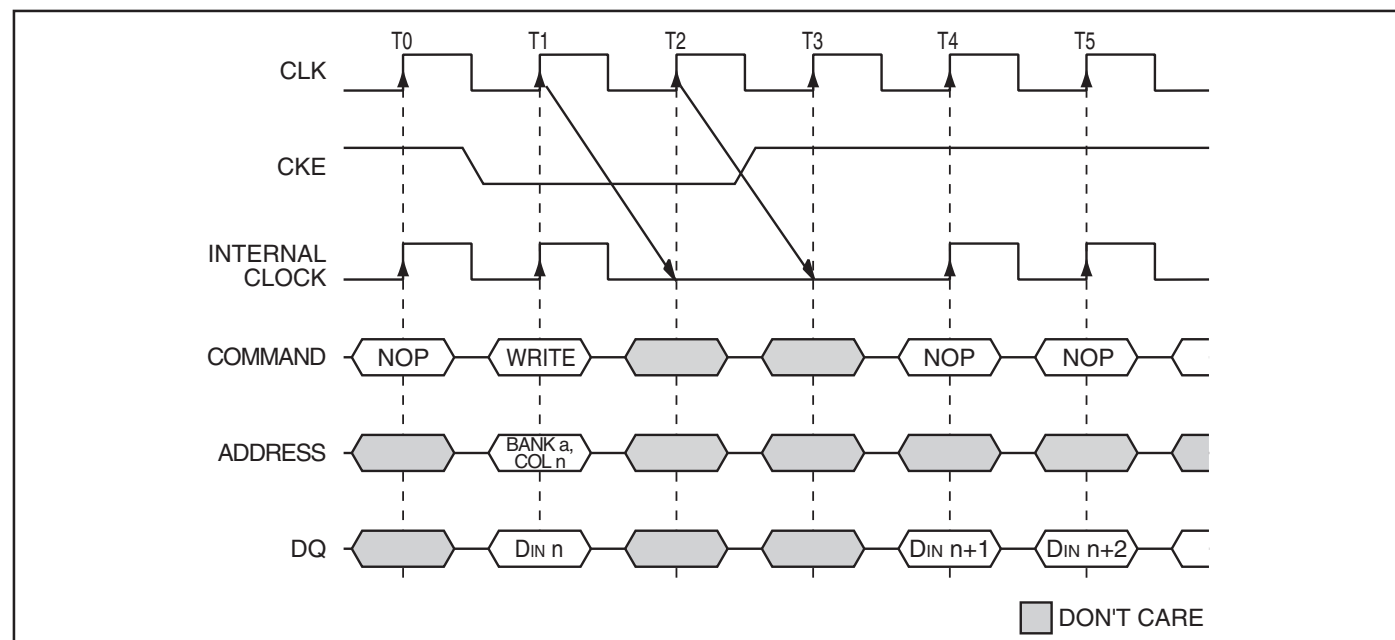 T0 T1 T2 T3 T4 T5
CLK
CKE
INTERNAL
CLOCK
COMMAND NOP WRITE NOP NOP
ADDRESS BANK a,
COL n
DQ DIN n DIN n+1 DIN n+2
DON'T CARE